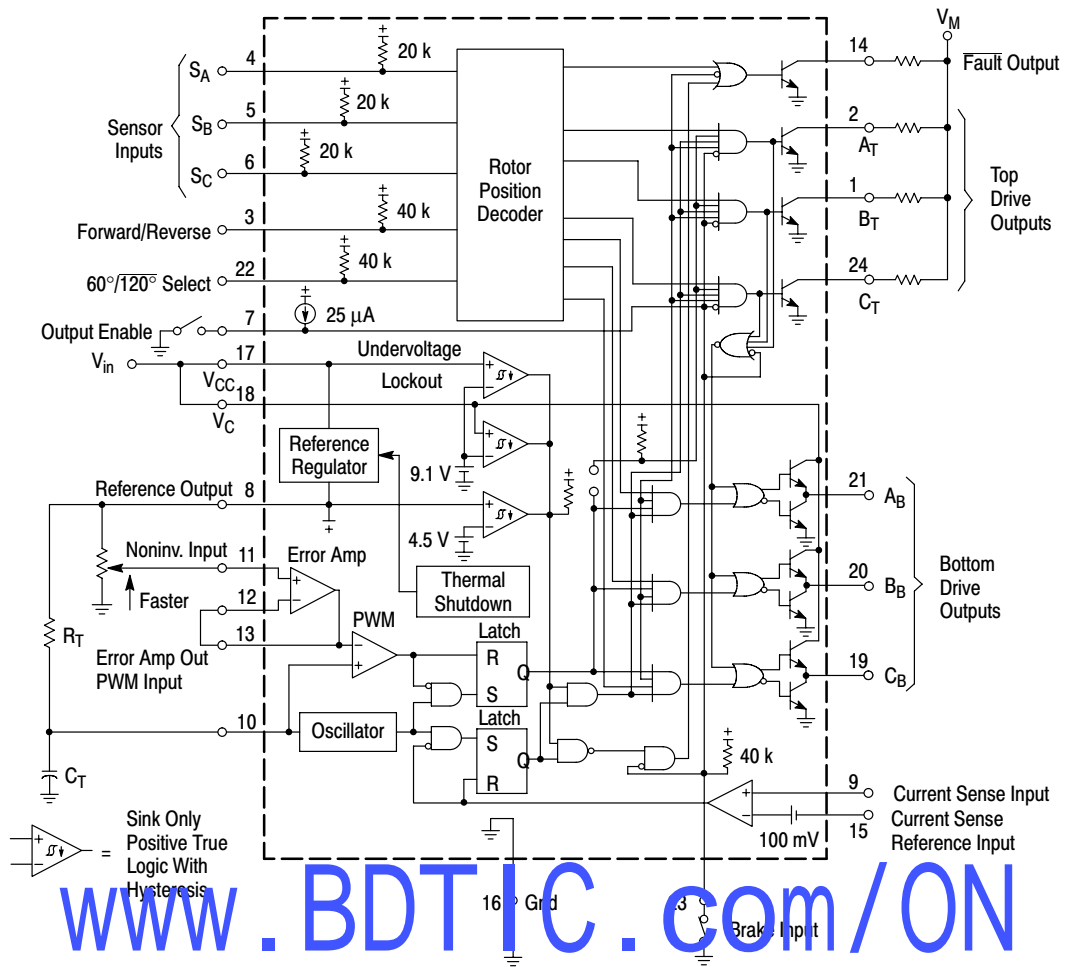 V_M
14
Fault Output
20 k
4
S_A
20 k
5
S_B
2
A_T
Sensor
Inputs
20 k
6
S_C
Rotor
Position
Decoder
Top
Drive
Outputs
1
B_T
40 k
3
Forward/Reverse
40 k
22
60°/120° Select
24
C_T
25 μA
7
Output Enable
V_in
17
V_CC
Undervoltage
Lockout
18
V_C
Reference
Regulator
9.1 V
Reference Output
8
4.5 V
21
A_B
Noninv. Input
11
Error Amp
Faster
12
Thermal
Shutdown
20
B_B
Bottom
Drive
Outputs
R_T
13
PWM
Error Amp Out
PWM Input
Latch
R
Q
S
19
C_B
10
Oscillator
Latch
S
Q
R
40 k
C_T
9
Current Sense Input
100 mV
15
Current Sense
Reference Input
+
−
=
Sink Only
Positive True
Logic With
Hysteresis
16
Gnd
23
Brake Input
www.BDTIC.com/ON